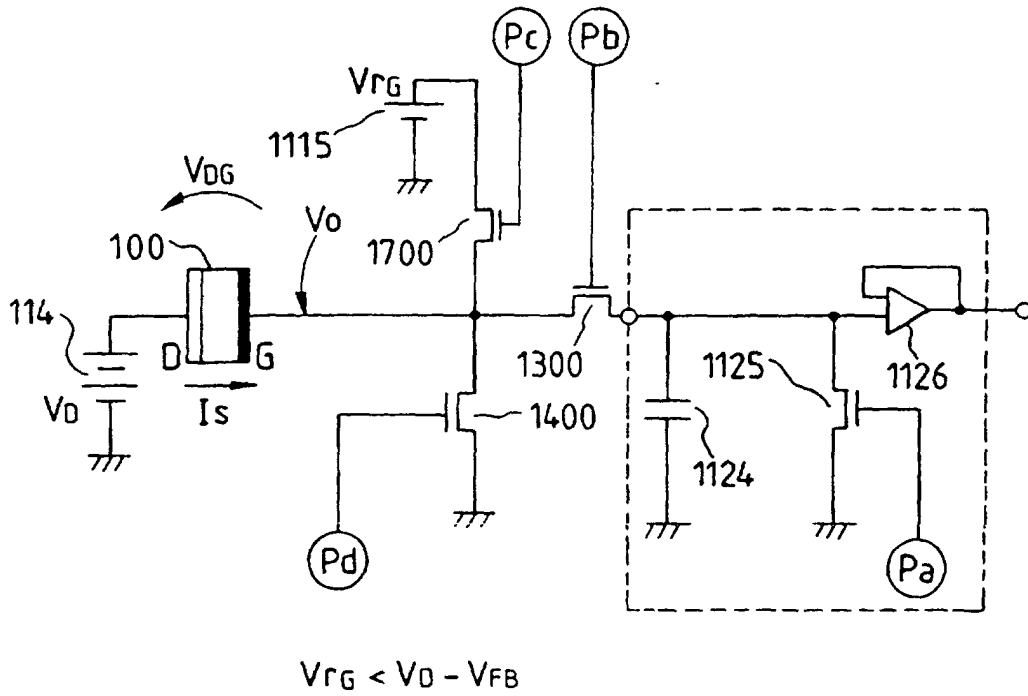 Pc
Pb
VrG
1115
VDG
Vo
100
1700
114
1300
1125
1126
D
G
VD
Is
1400
1124
Pd
Pa
VrG < VD - VFB